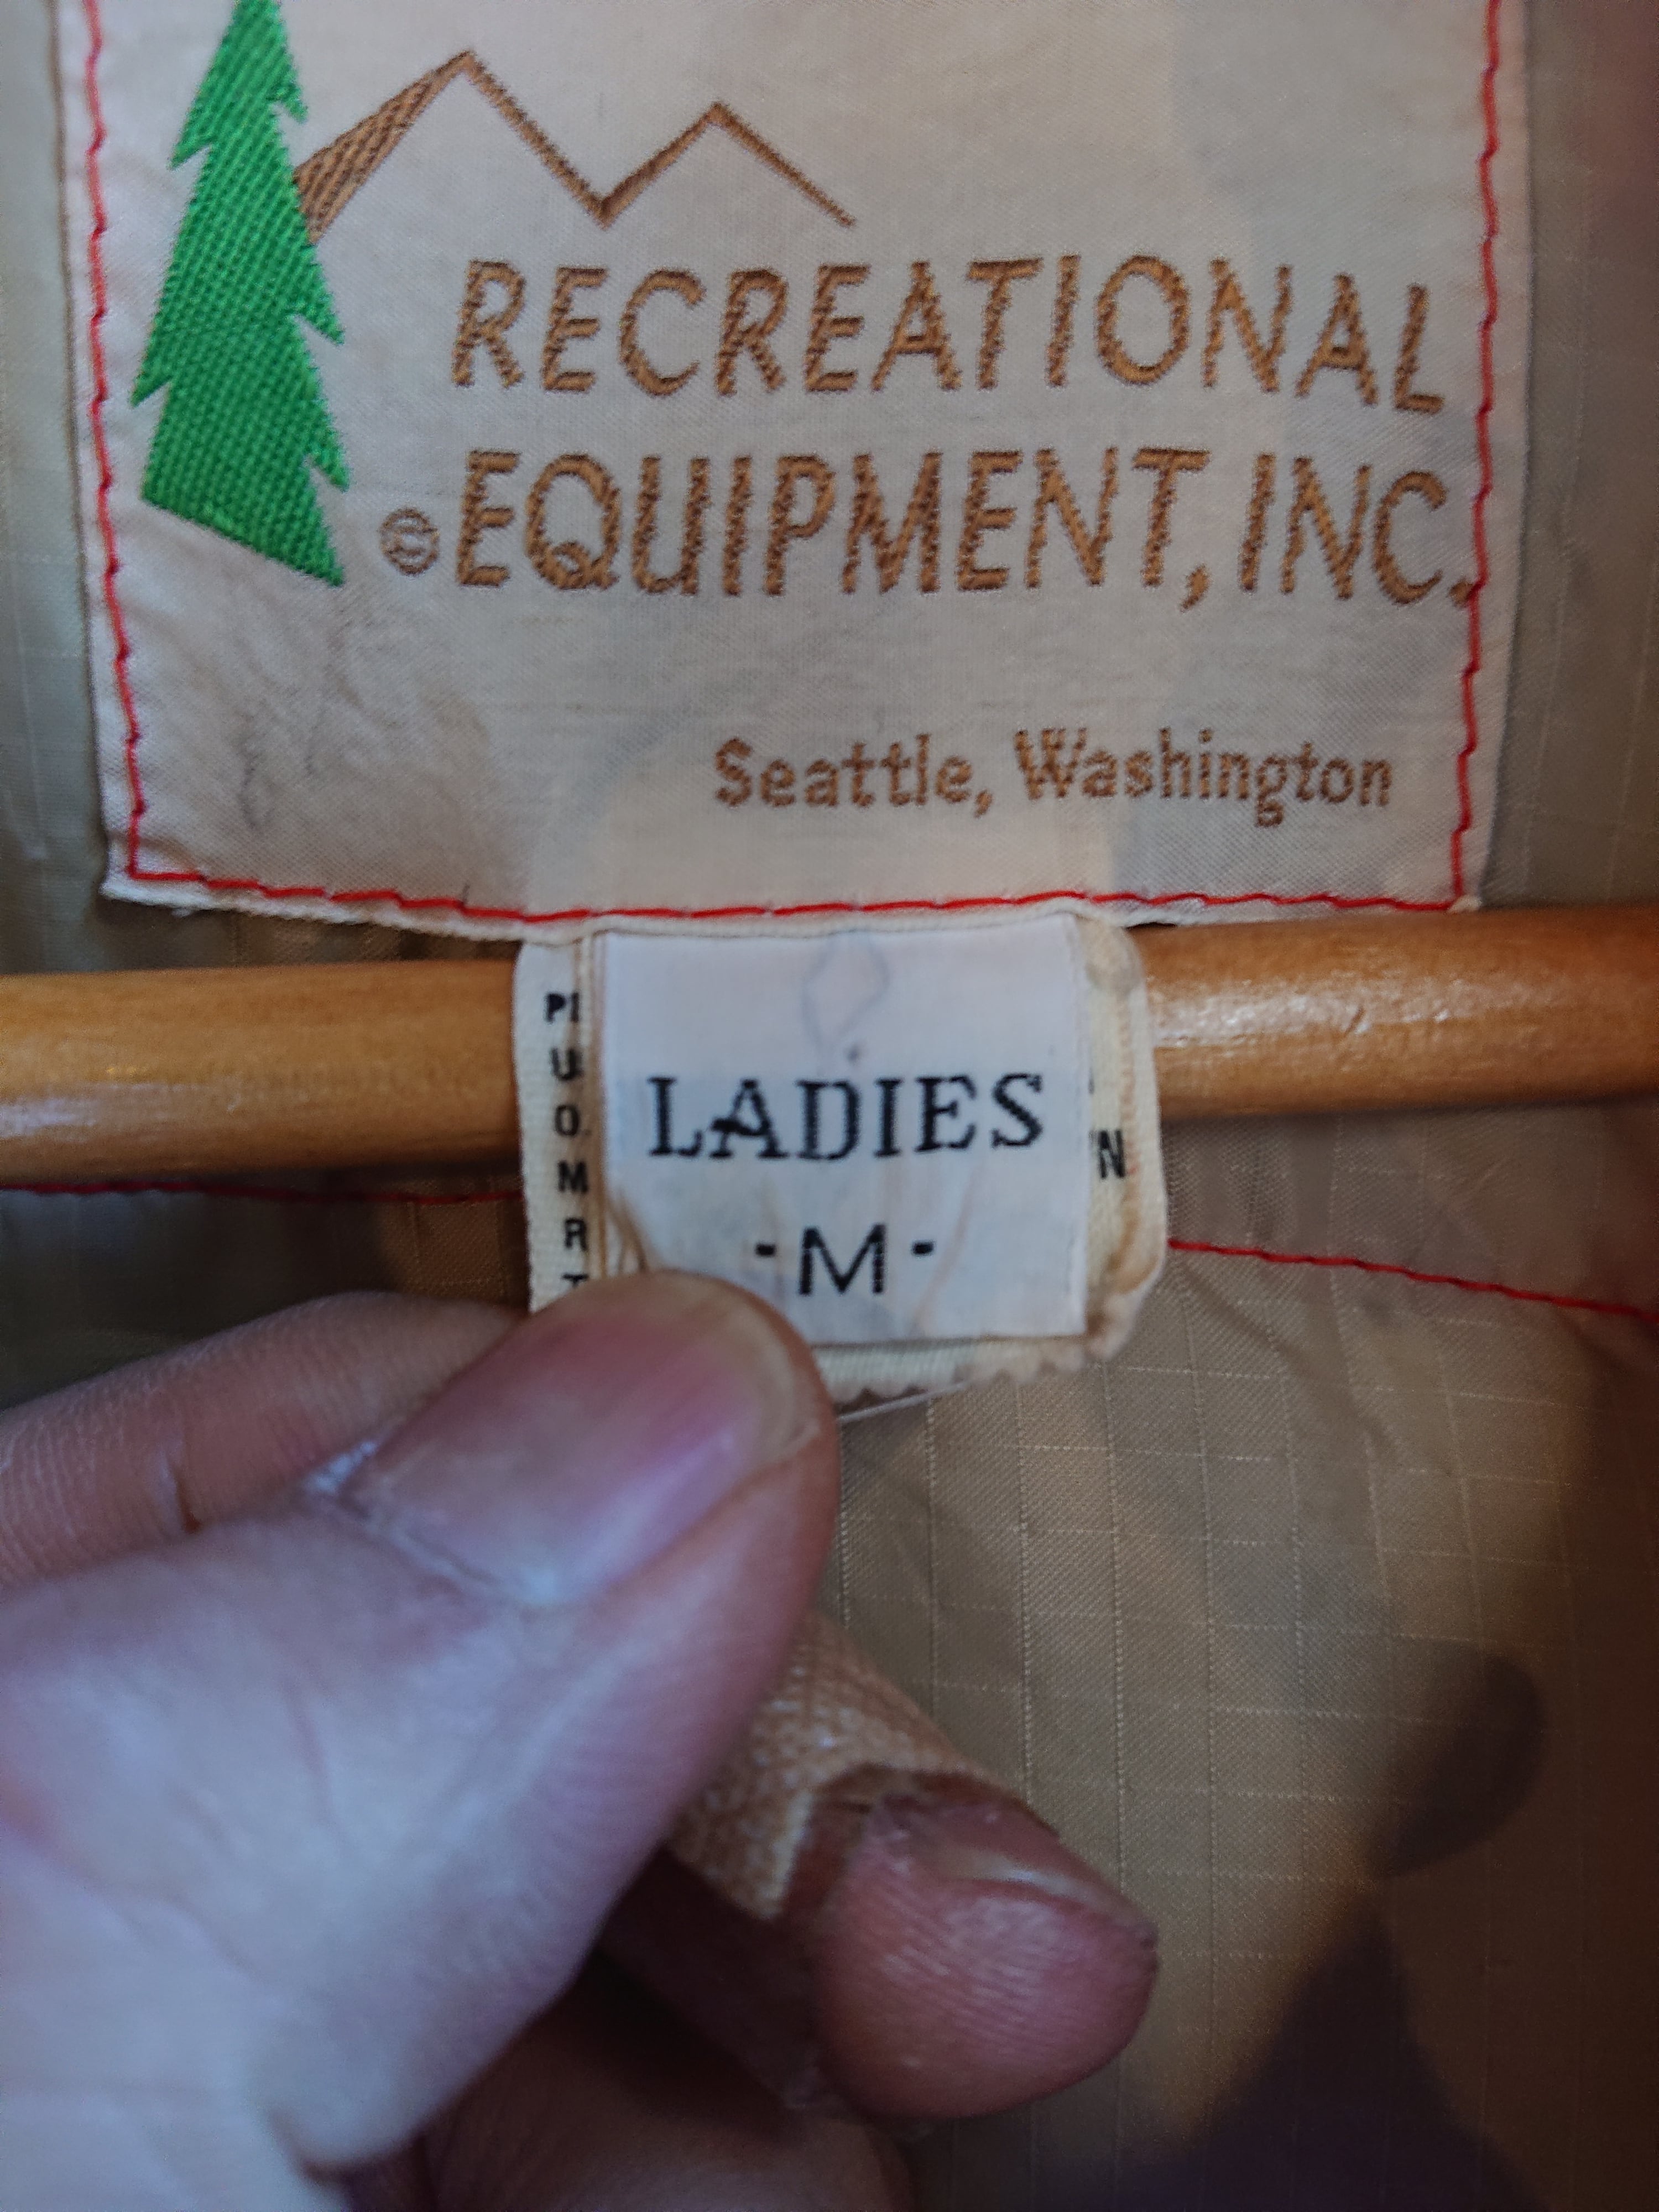 RECREATIONAL
© EQUIPMENT, INC.
Seattle, Washington
LADIES
-M-